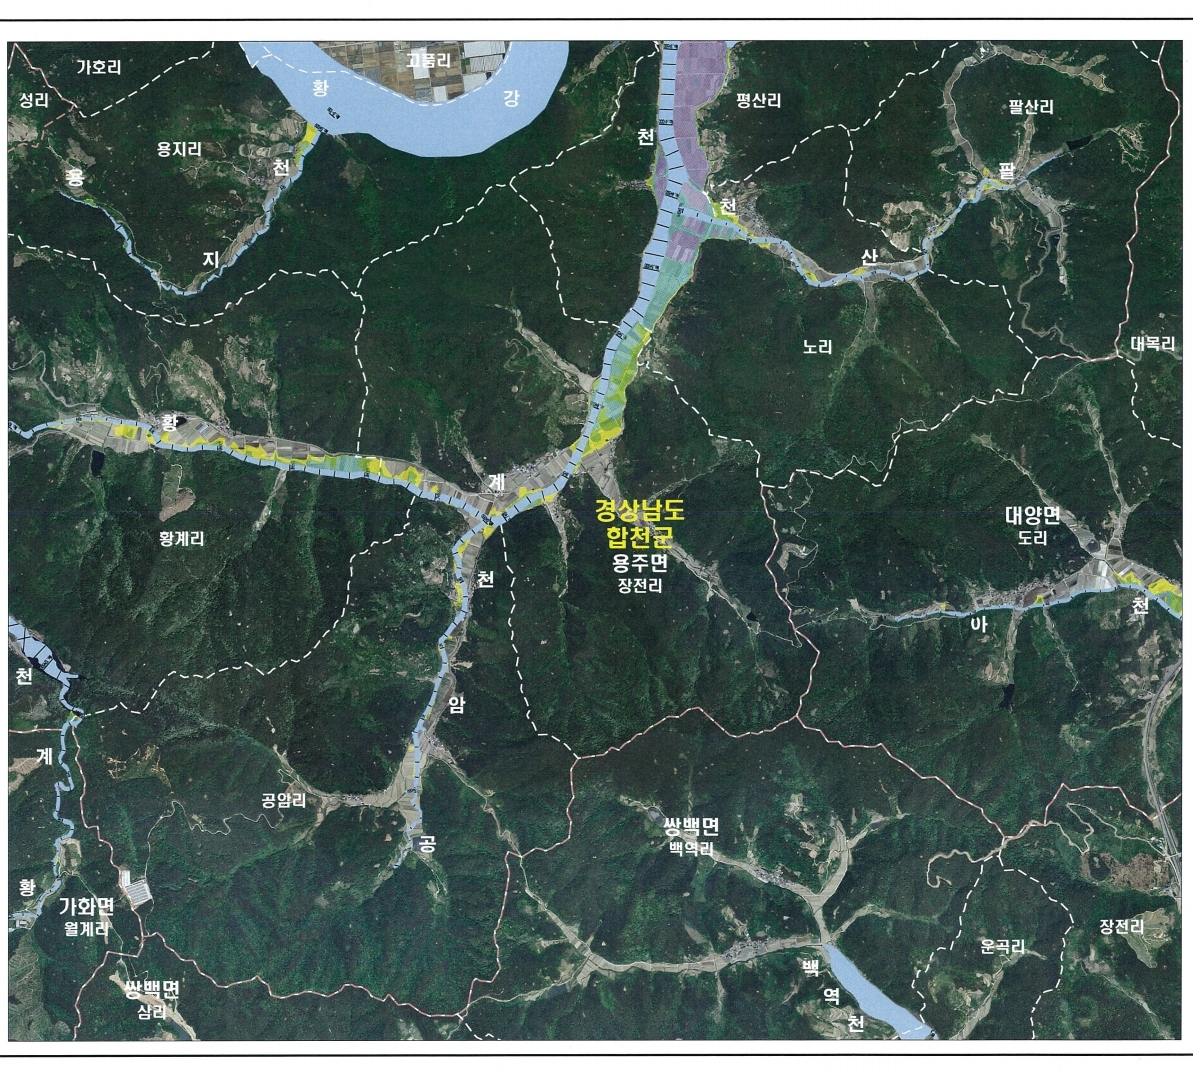 가호리
고품리
성리
황
강
평산리
팔산리
천
용지리
천
용
팔
천
지
산
노리
대목리
황
계
경상남도
합천군
용주면
장전리
대양면
도리
황계리
천
아
천
천
암
계
공암리
쌍백면
백역리
공
황
가화면
월계리
장전리
운곡리
백
쌍백면
삼리
역
천